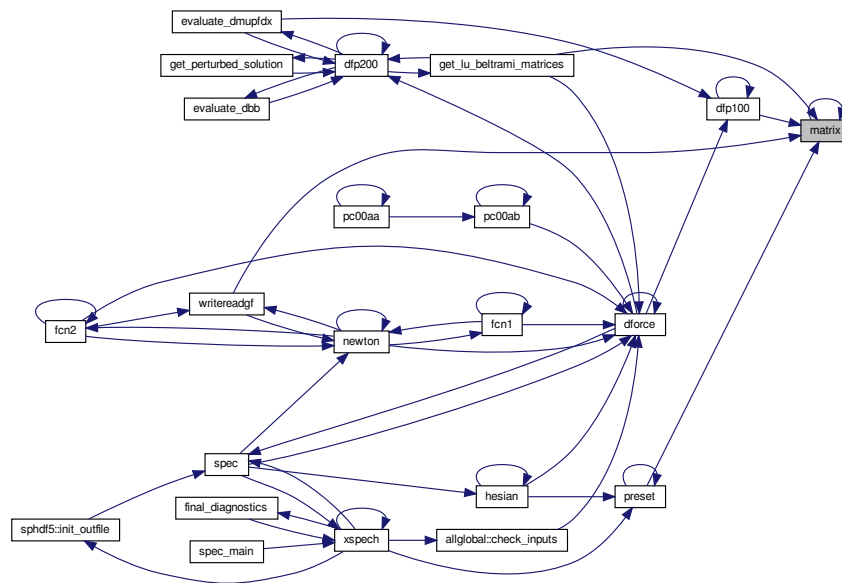 evaluate_dmupfdx
get_perturbed_solution
dfp200
get_lu_beltrami_matrices
evaluate_dbb
dfp100
matrix
pc00aa
pc00ab
writereadgf
fcn2
newton
fcn1
dforce
spec
final_diagnostics
hesian
preset
sphdf5::init_outfile
spec_main
xspech
allglobal::check_inputs